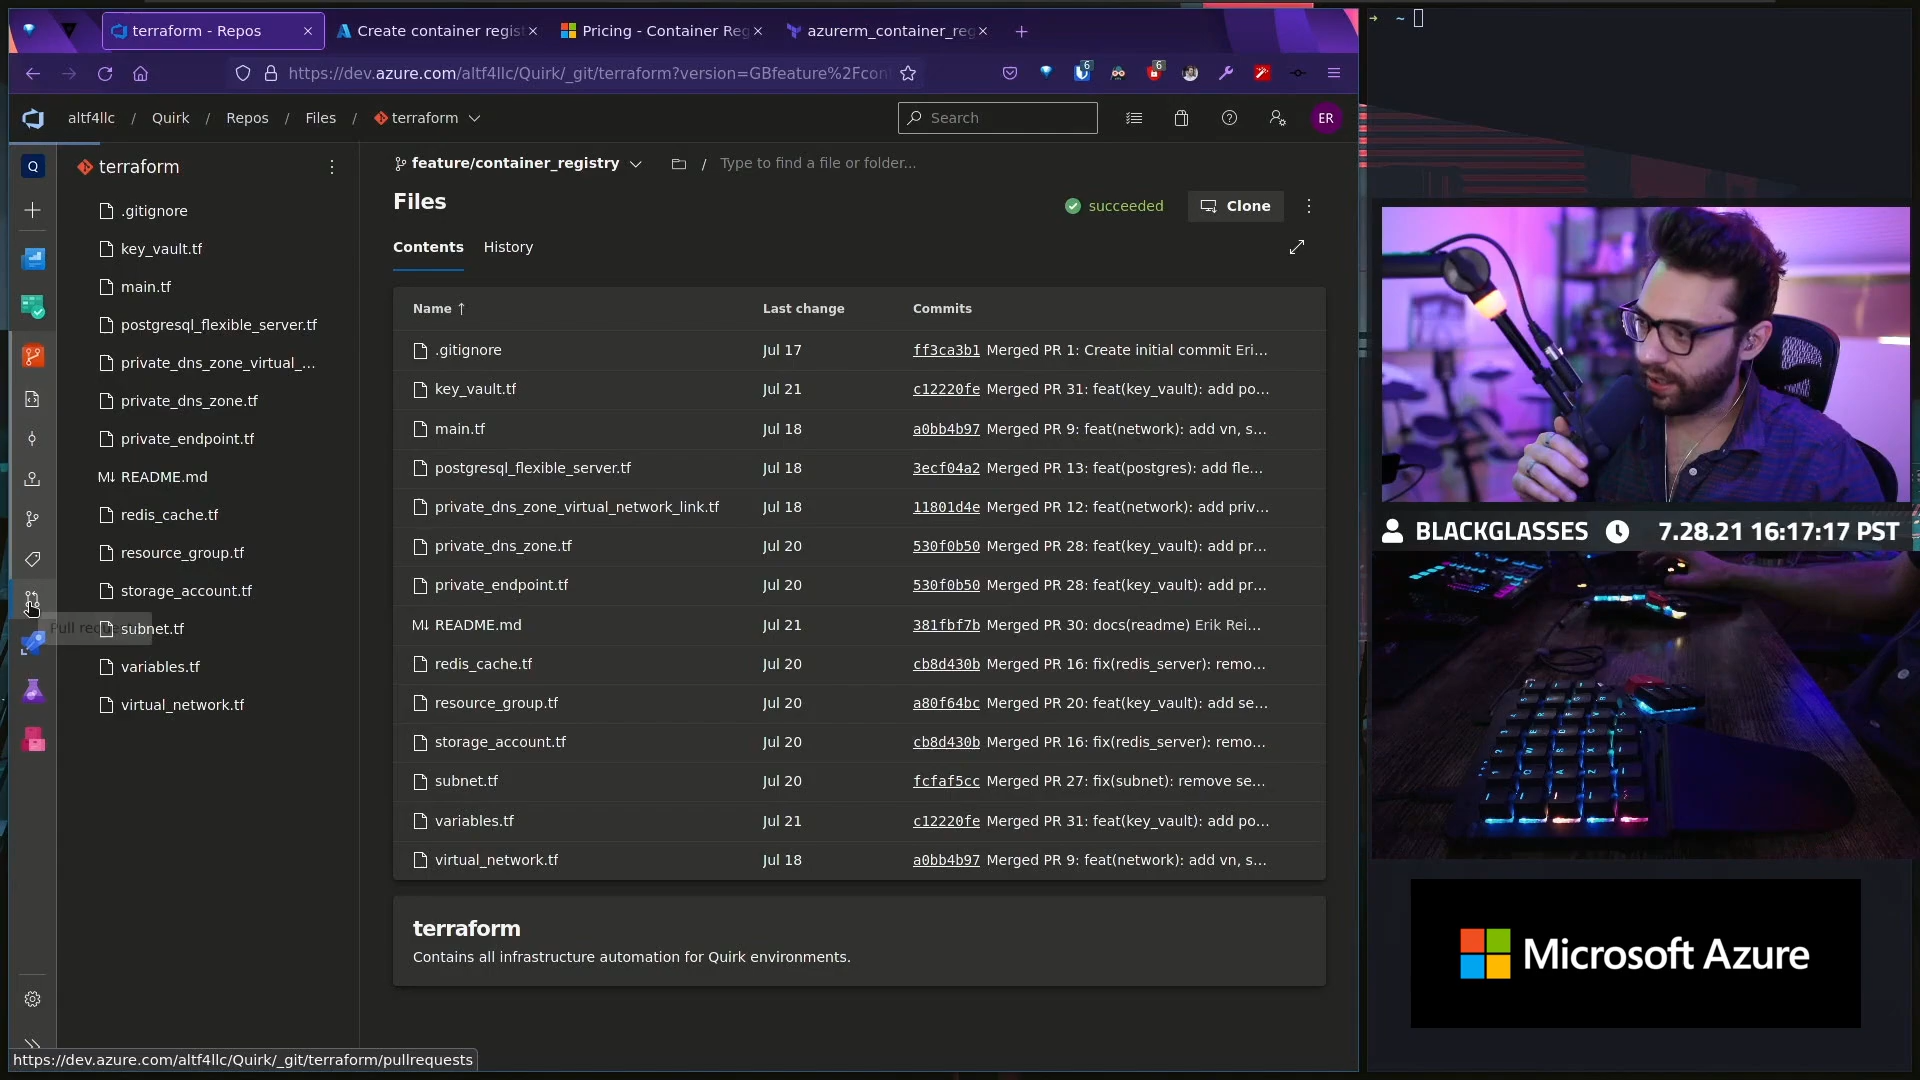 terraform - Repos
Create container regist
Pricing - Container Reg
azurerm_container_reg
https://dev.azure.com/altf4llc/Quirk/_git/terraform?version=GBfeature%2Fcon
6
6
altf4llc / Quirk / Repos / Files / terraform
Search
ER
Q
terraform
.gitignore
key_vault.tf
main.tf
postgresql_flexible_server.tf
private_dns_zone_virtual_...
private_dns_zone.tf
private_endpoint.tf
README.md
redis_cache.tf
resource_group.tf
storage_account.tf
subnet.tf
variables.tf
virtual_network.tf
feature/container_registry / Type to find a file or folder...
Files
succeeded
Clone
Contents History
Name ↑ Last change Commits
.gitignore Jul 17 ff3ca3b1 Merged PR 1: Create initial commit Eri...
key_vault.tf Jul 21 c12220fe Merged PR 31: feat(key_vault): add po...
main.tf Jul 18 a0bb4b97 Merged PR 9: feat(network): add vn, s...
postgresql_flexible_server.tf Jul 18 3ecf04a2 Merged PR 13: feat(postgres): add fle...
private_dns_zone_virtual_network_link.tf Jul 18 11801d4e Merged PR 12: feat(network): add priv...
private_dns_zone.tf Jul 20 530f0b50 Merged PR 28: feat(key_vault): add pr...
private_endpoint.tf Jul 20 530f0b50 Merged PR 28: feat(key_vault): add pr...
README.md Jul 21 381fbf7b Merged PR 30: docs(readme) Erik Rei...
redis_cache.tf Jul 20 cb8d430b Merged PR 16: fix(redis_server): remo...
resource_group.tf Jul 20 a80f64bc Merged PR 20: feat(key_vault): add se...
storage_account.tf Jul 20 cb8d430b Merged PR 16: fix(redis_server): remo...
subnet.tf Jul 20 fcfaf5cc Merged PR 27: fix(subnet): remove se...
variables.tf Jul 21 c12220fe Merged PR 31: feat(key_vault): add po...
virtual_network.tf Jul 18 a0bb4b97 Merged PR 9: feat(network): add vn, s...
terraform
Contains all infrastructure automation for Quirk environments.
https://dev.azure.com/altf4llc/Quirk/_git/terraform/pullrequests
→ ~
BLACKGLASSES 7.28.21 16:17:17 PST
Microsoft Azure